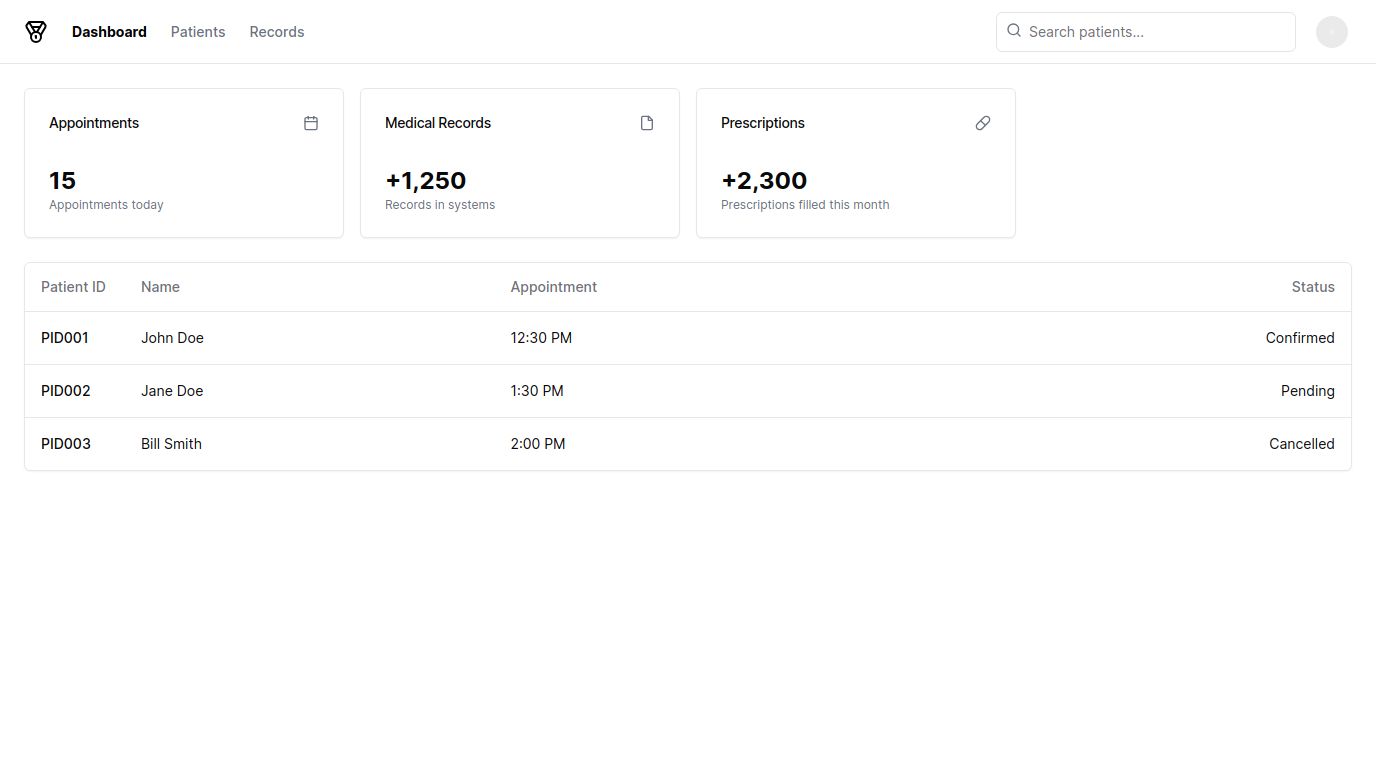 Dashboard Patients Records Search patients...
Appointments Medical Records Prescriptions
15 +1,250 +2,300
Appointments today Records in systems Prescriptions filled this month
Patient ID Name Appointment Status
PID001 John Doe 12:30 PM Confirmed
PID002 Jane Doe 1:30 PM Pending
PID003 Bill Smith 2:00 PM Cancelled